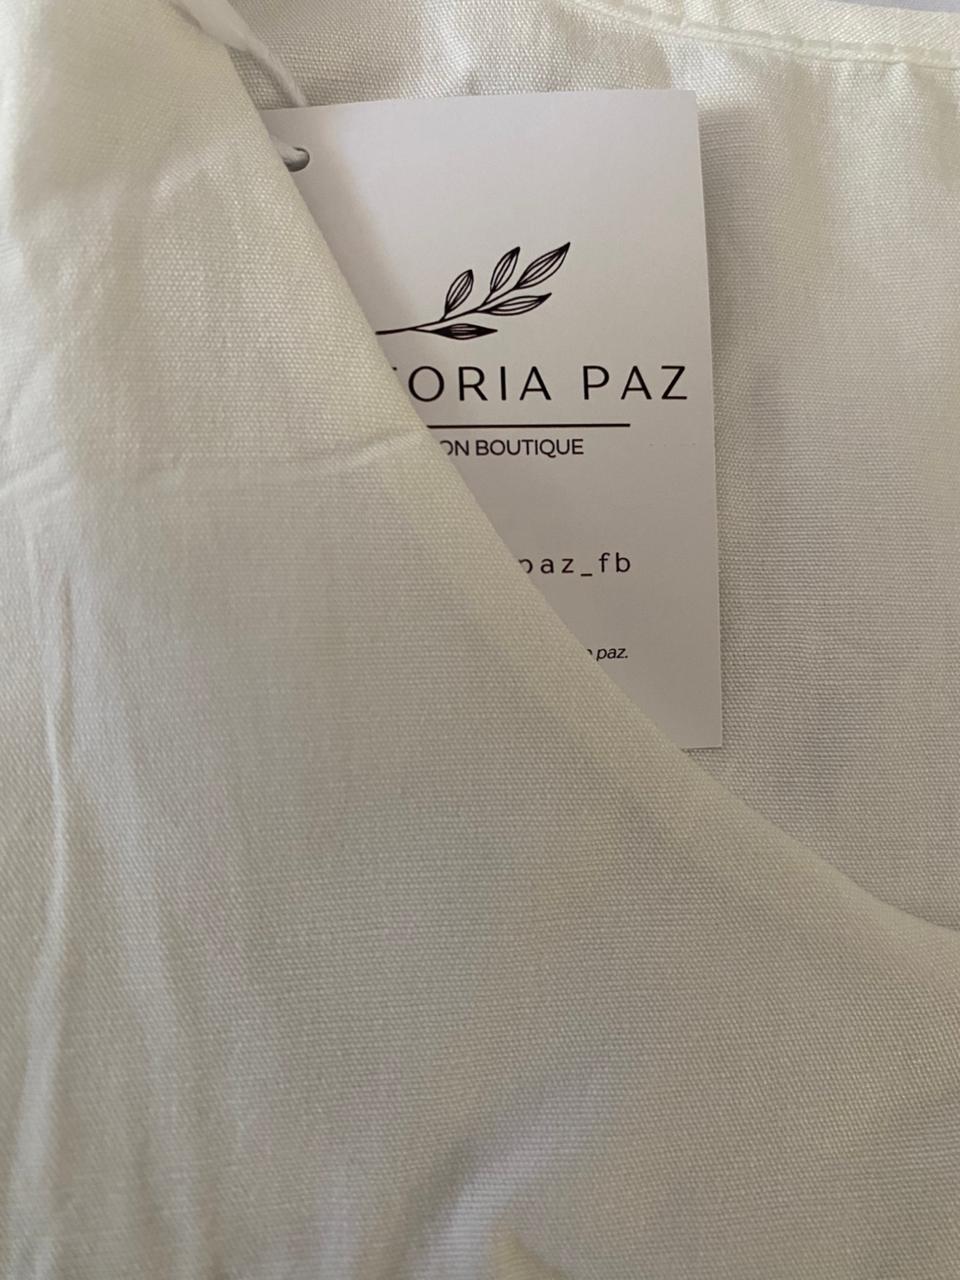 ORIA PAZ
ON BOUTIQUE
paz_fb
paz.